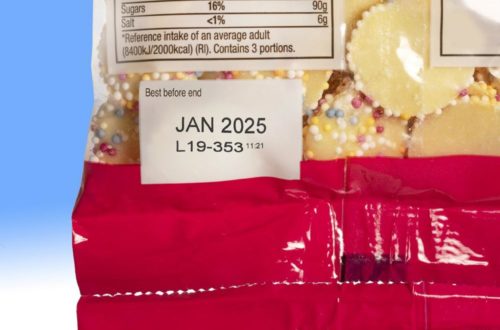 Sugars 16% 90g
Salt <1% 6g
*Reference intake of an average adult
(8400kJ/2000kcal) (RI). Contains 3 portions.
Best before end
JAN 2025
L19-353 11:21